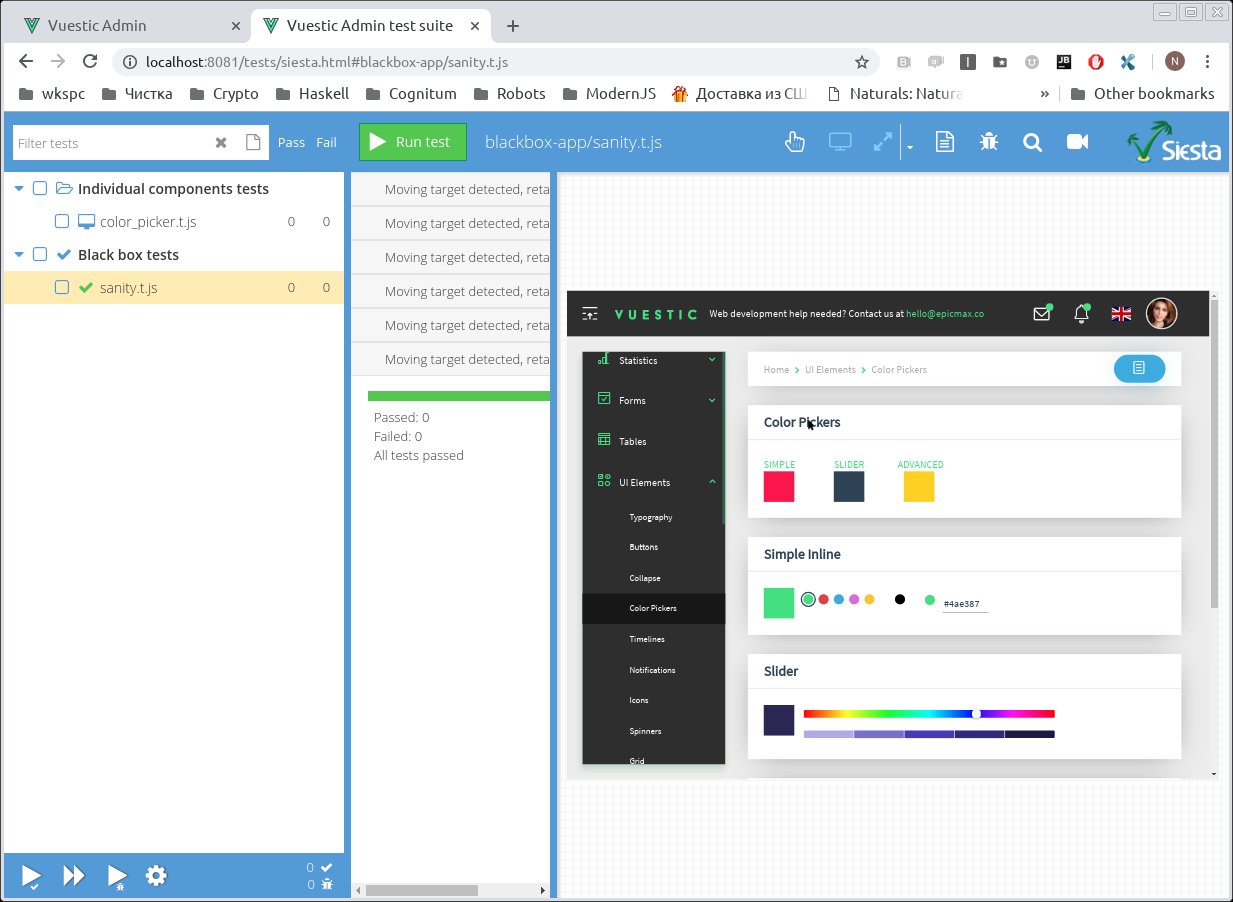 Vuestic Admin
Vuestic Admin test suite
localhost:8081/tests/siesta.html#blackbox-app/sanity.t.js
JB
N
wkspc
Чистка
Crypto
Haskell
Cognitum
Robots
ModernJS
Доставка из США
Naturals: Natura
»
Other bookmarks
Filter tests
Pass Fail
Run test
blackbox-app/sanity.t.js
Siesta
Individual components tests
color_picker.t.js 0 0
Black box tests
sanity.t.js 0 0
Moving target detected, reta
Moving target detected, reta
Moving target detected, reta
Moving target detected, reta
Moving target detected, reta
Moving target detected, reta
Passed: 0
Failed: 0
All tests passed
VUESTIC Web development help needed? Contact us at hello@epicmax.co
Statistics
Forms
Tables
UI Elements
Typography
Buttons
Collapse
Color Pickers
Timelines
Notifications
Icons
Spinners
Grid
Home > UI Elements > Color Pickers
Color Pickers
SIMPLE SLIDER ADVANCED
Simple Inline
#4ae387
Slider
0
0